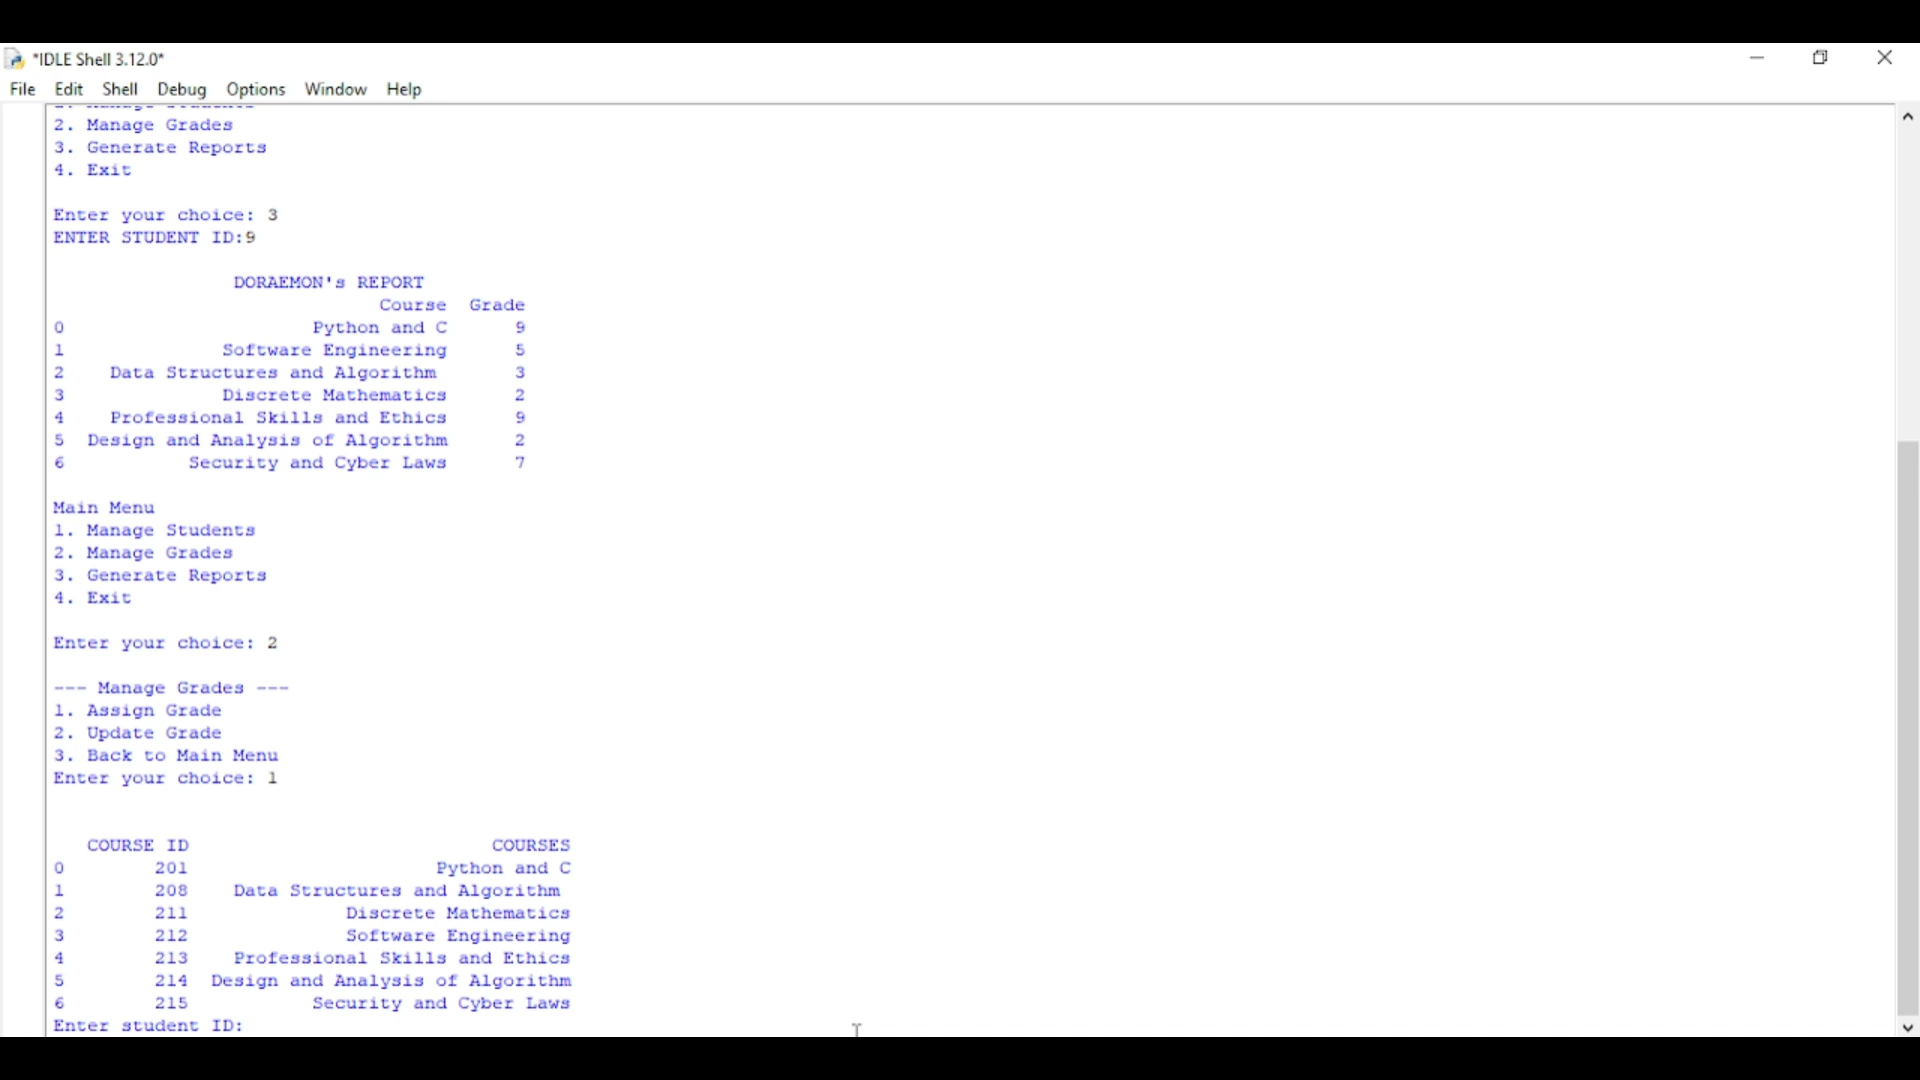 *IDLE Shell 3.12.0*
File Edit Shell Debug Options Window Help
2. Manage Grades
3. Generate Reports
4. Exit
Enter your choice: 3
ENTER STUDENT ID:9
DORAEMON's REPORT
Course Grade
0 Python and C 9
1 Software Engineering 5
2 Data Structures and Algorithm 3
3 Discrete Mathematics 2
4 Professional Skills and Ethics 9
5 Design and Analysis of Algorithm 2
6 Security and Cyber Laws 7
Main Menu
1. Manage Students
2. Manage Grades
3. Generate Reports
4. Exit
Enter your choice: 2
--- Manage Grades ---
1. Assign Grade
2. Update Grade
3. Back to Main Menu
Enter your choice: 1
COURSE ID COURSES
0 201 Python and C
1 208 Data Structures and Algorithm
2 211 Discrete Mathematics
3 212 Software Engineering
4 213 Professional Skills and Ethics
5 214 Design and Analysis of Algorithm
6 215 Security and Cyber Laws
Enter student ID: